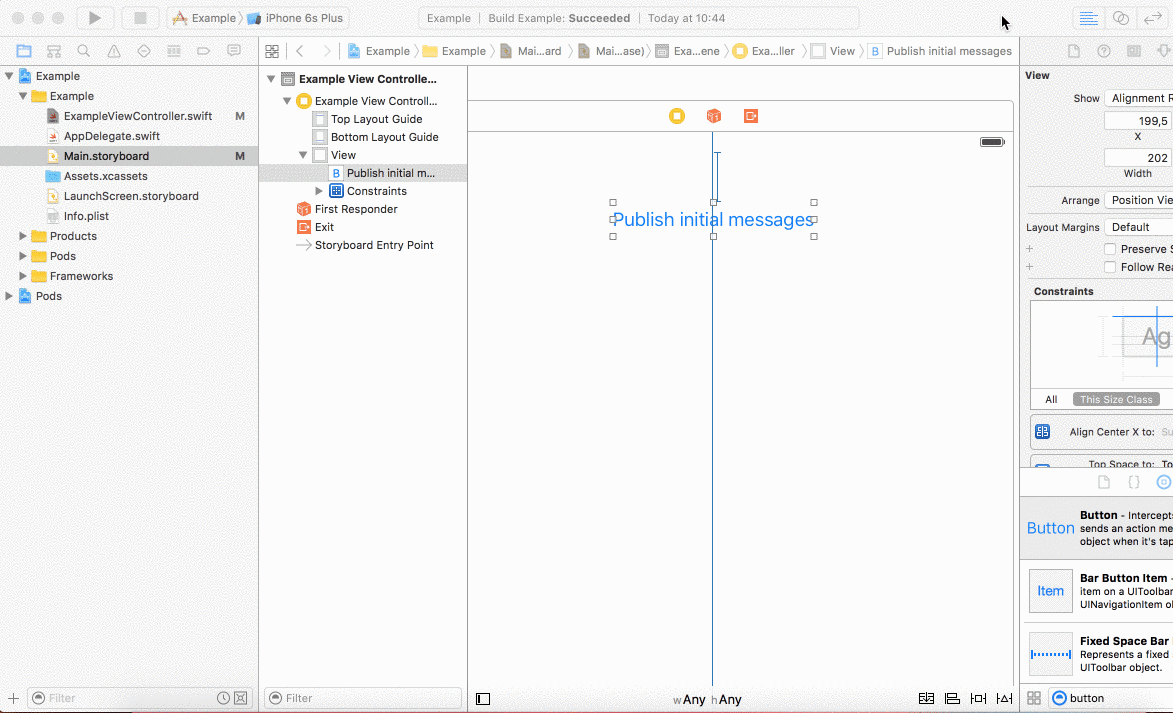 Example iPhone 6s Plus
Example | Build Example: Succeeded | Today at 10:44
Example Example Mai...ard Mai...ase) Exa...ene Exa...ller View B Publish initial messages
Example
Example
ExampleViewController.swift M
AppDelegate.swift
Main.storyboard M
Assets.xcassets
LaunchScreen.storyboard
Info.plist
Products
Pods
Frameworks
Pods
Filter
Example View Controlle...
Example View Controll...
Top Layout Guide
Bottom Layout Guide
View
B Publish initial m...
Constraints
First Responder
Exit
Storyboard Entry Point
Filter
Publish initial messages
wAny hAny
View
Show Alignment R
199,5
X
202
Width
Arrange Position Vie
Layout Margins Default
Preserve S
Follow Rea
Constraints
Ag
All This Size Class
Align Center X to: Su
Top Space to: To
Button
Button - Intercepts
sends an action me
object when it's tap
Item
Bar Button Item -
item on a UIToolbar
UINavigationItem ob
Fixed Space Bar
Represents a fixed
UIToolbar object.
button